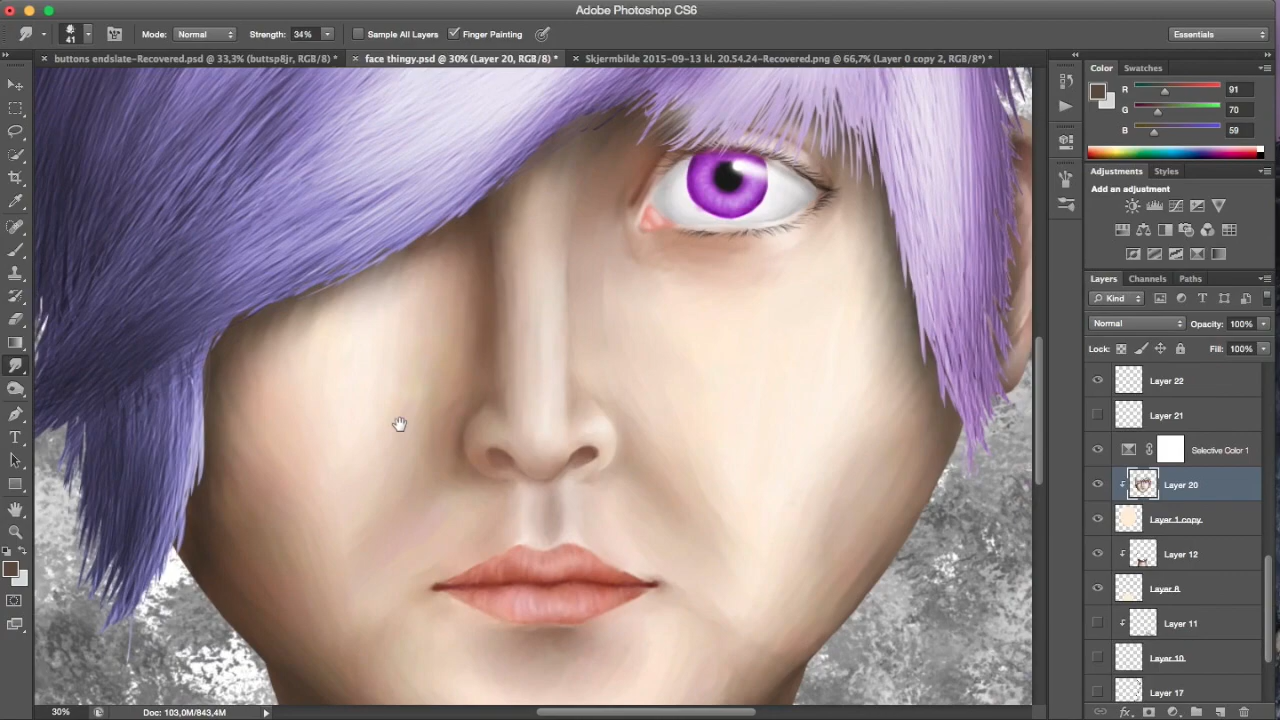 Adobe Photoshop CS6
41 Mode: Normal Strength: 34% Sample All Layers Finger Painting Essentials
buttons endslate-Recovered.psd @ 33,3% (buttsp8jr, RGB/8) * face thingy.psd @ 30% (Layer 20, RGB/8) * Skjermbilde 2015-09-13 kl. 20.54.24-Recovered.png @ 66,7% (Layer 0 copy 2, RGB/8*) *
Color Swatches
R 91
G 70
B 59
Adjustments Styles
Add an adjustment
Layers Channels Paths
Kind
Normal Opacity: 100%
Lock: Fill: 100%
Layer 22
Layer 21
Selective Color 1
Layer 20
Layer 1 copy
Layer 12
Layer 8
Layer 11
Layer 10
Layer 17
30% Doc: 103,0M/843,4M